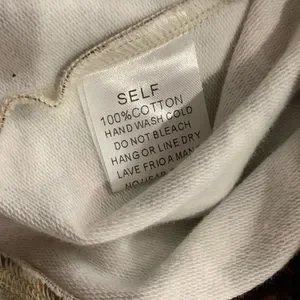 SELF
100%COTTON
HAND WASH COLD
DO NOT BLEACH
HANG OR LINE DRY
LAVE FRIO A MAN